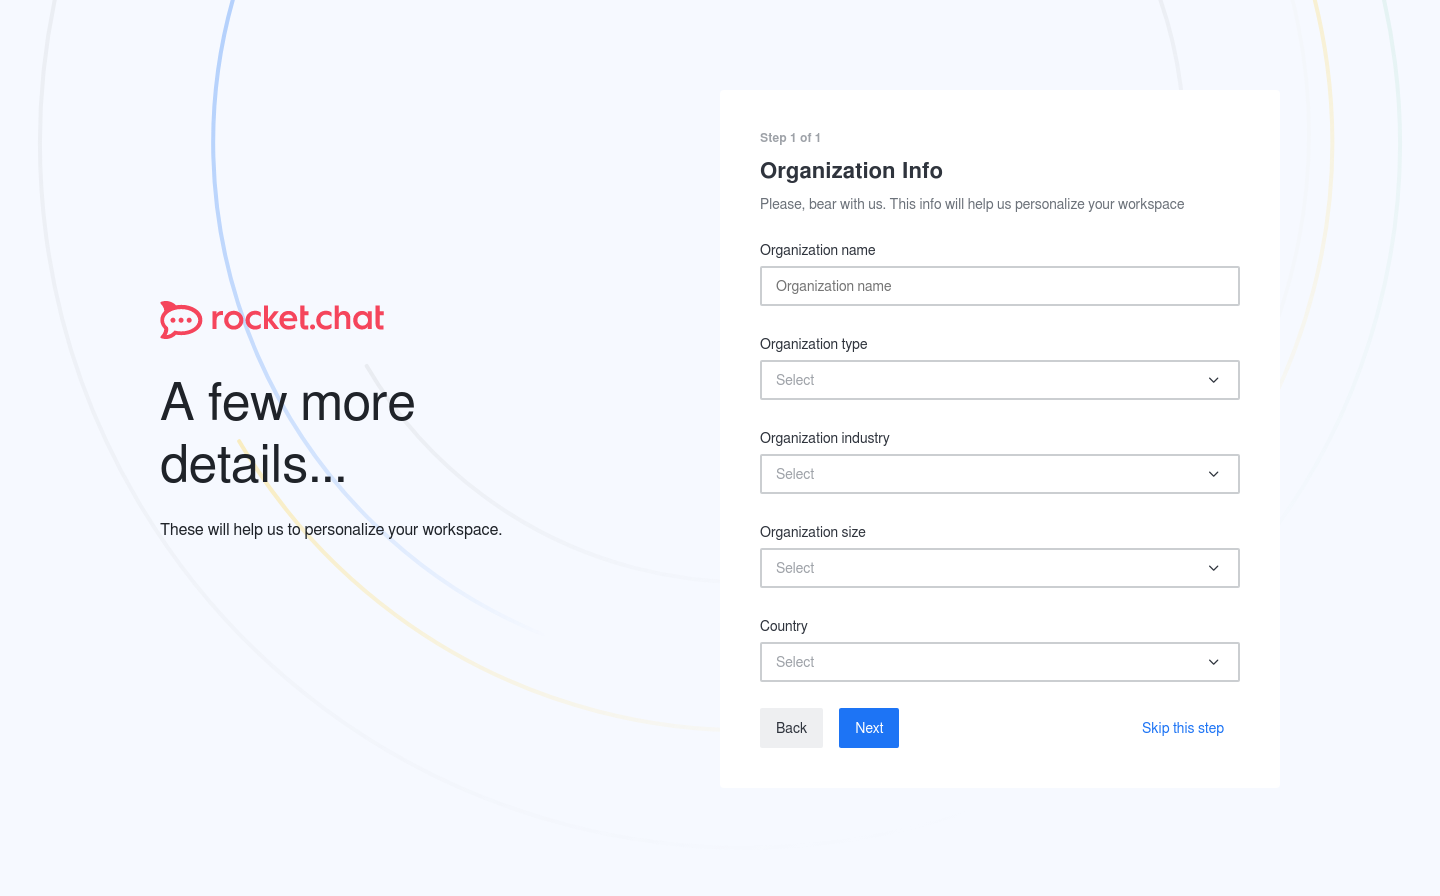 rocket.chat
A few more
details...
These will help us to personalize your workspace.
Step 1 of 1
Organization Info
Please, bear with us. This info will help us personalize your workspace
Organization name
Organization name
Organization type
Select
Organization industry
Select
Organization size
Select
Country
Select
Back
Next
Skip this step